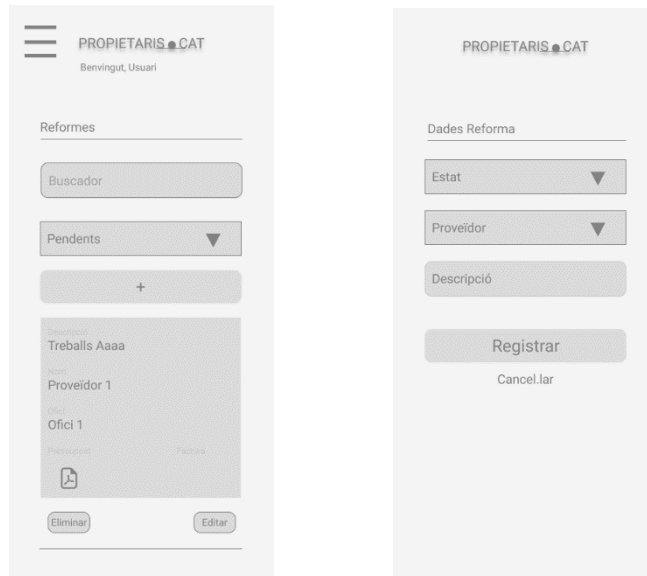 PROPIETARIS CAT
Benvingut, Usuari
Reformes
Buscador
Pendents
+
Descripció
Treballs Aaaa
Nom
Proveïdor 1
Ofici
Ofici 1
Pressupost Factura
Eliminar Editar
PROPIETARIS CAT
Dades Reforma
Estat
Proveïdor
Descripció
Registrar
Cancel.lar